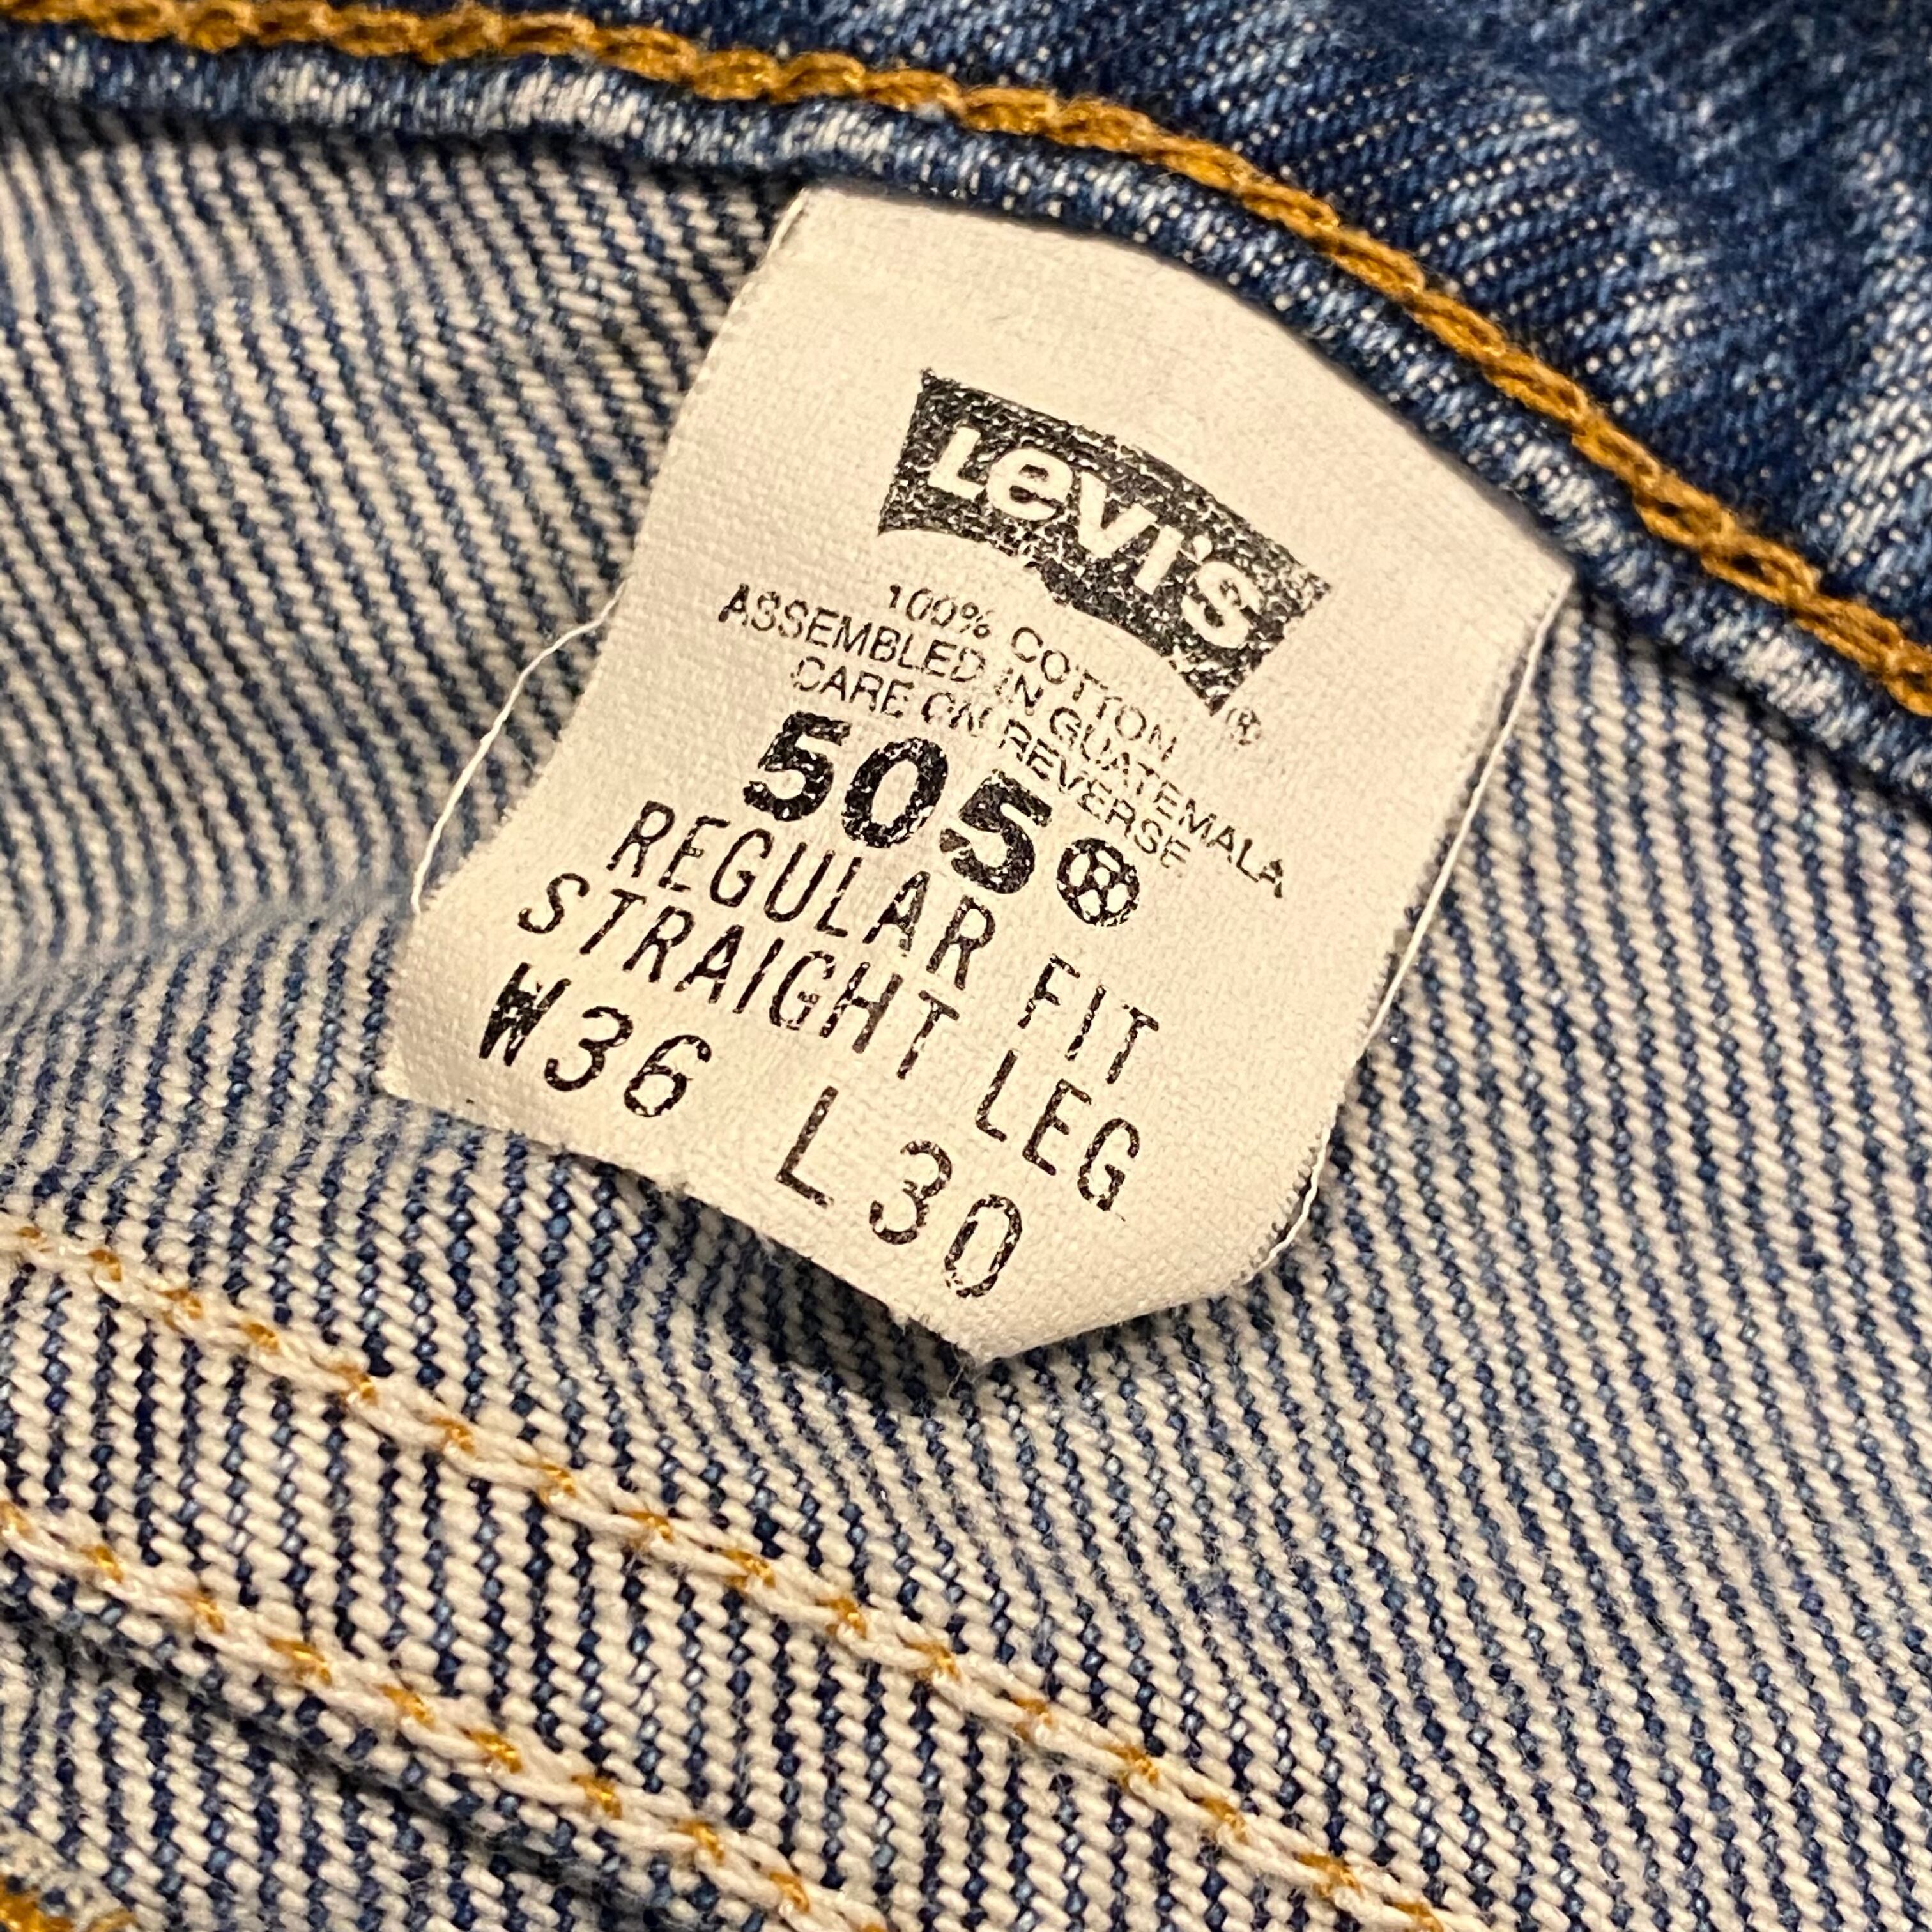 Levi's®
100% COTTON
ASSEMBLED IN GUATEMALA
CARE ON REVERSE
505®
REGULAR FIT
STRAIGHT LEG
W36 L30